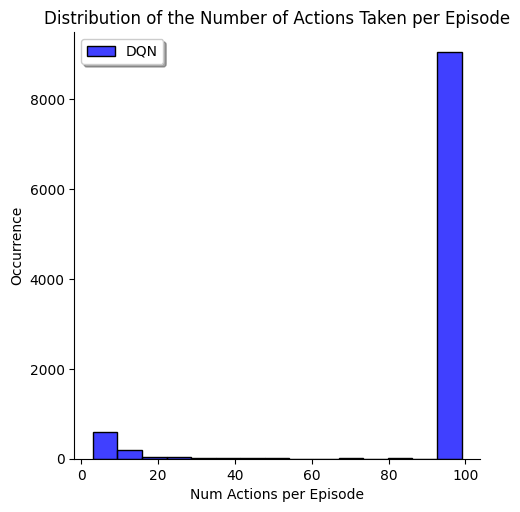 Distribution of the Number of Actions Taken per Episode
DQN
8000
6000
4000
2000
0
Occurrence
0 20 40 60 80 100
Num Actions per Episode